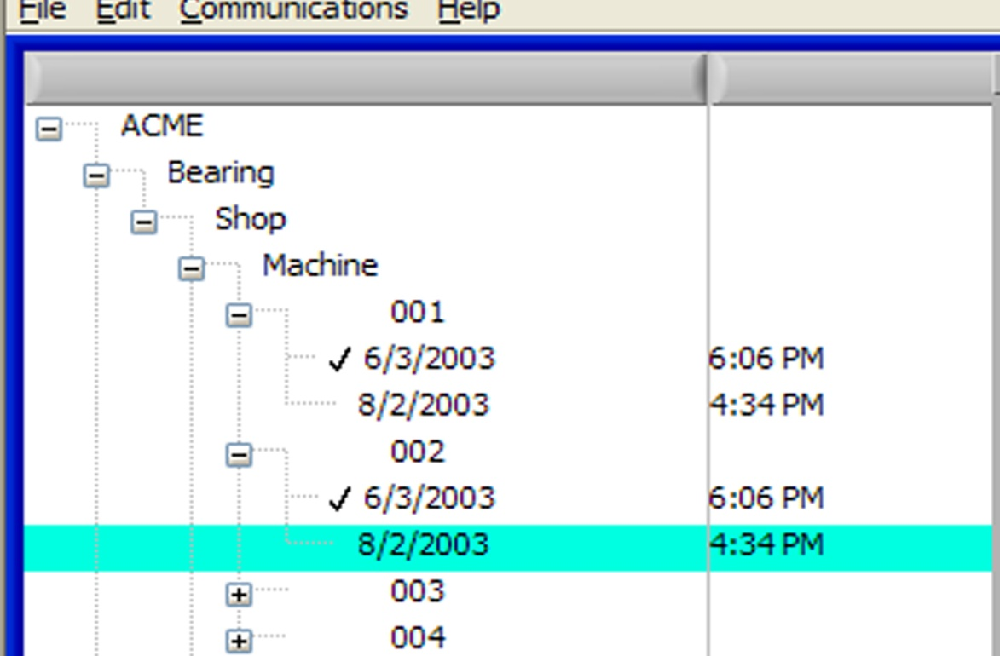 File Edit Communications Help
ACME
Bearing
Shop
Machine
001
✓ 6/3/2003 6:06 PM
8/2/2003 4:34 PM
002
✓ 6/3/2003 6:06 PM
8/2/2003 4:34 PM
003
004